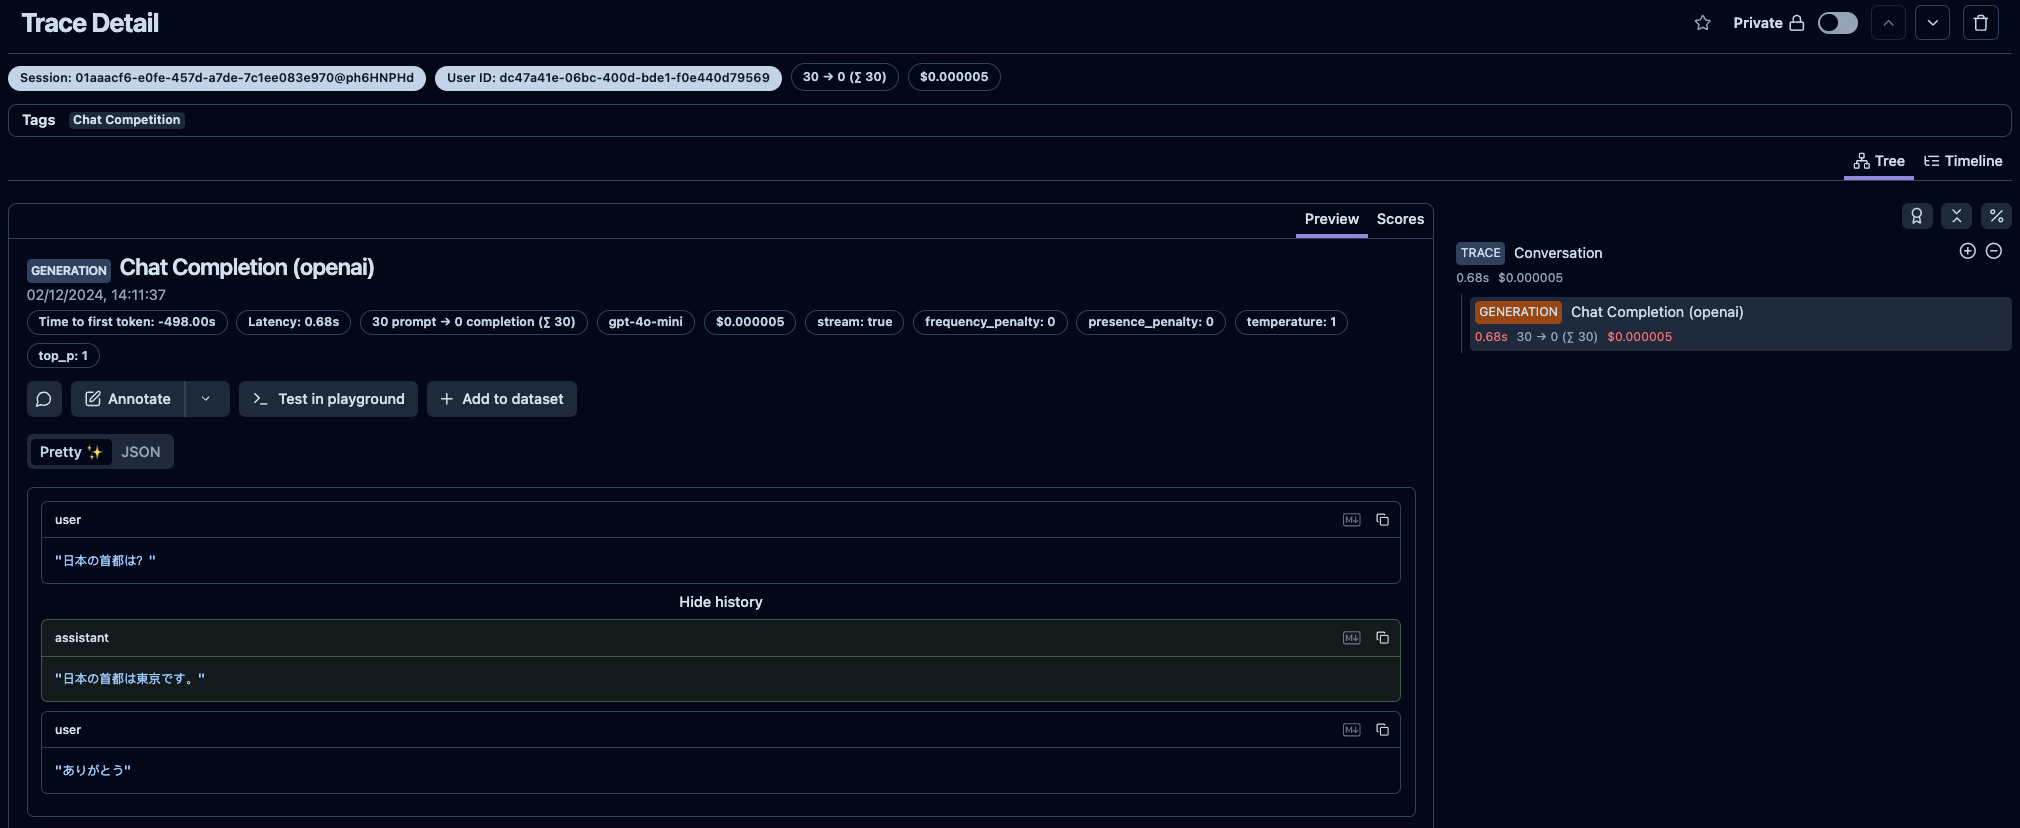 Trace Detail
Private
Session: 01aaacf6-e0fe-457d-a7de-7c1ee083e970@ph6HNPHd
User ID: dc47a41e-06bc-400d-bde1-f0e440d79569
30 → 0 (∑ 30)
$0.000005
Tags Chat Competition
Tree
Timeline
Preview
Scores
GENERATION Chat Completion (openai)
02/12/2024, 14:11:37
Time to first token: -498.00s
Latency: 0.68s
30 prompt → 0 completion (∑ 30)
gpt-4o-mini
$0.000005
stream: true
frequency_penalty: 0
presence_penalty: 0
temperature: 1
top_p: 1
Annotate
Test in playground
Add to dataset
Pretty ✨ JSON
user
M↓
"日本の首都は？"
Hide history
assistant
M↓
"日本の首都は東京です。"
user
M↓
"ありがとう"
TRACE Conversation
0.68s $0.000005
GENERATION Chat Completion (openai)
0.68s 30 → 0 (∑ 30) $0.000005